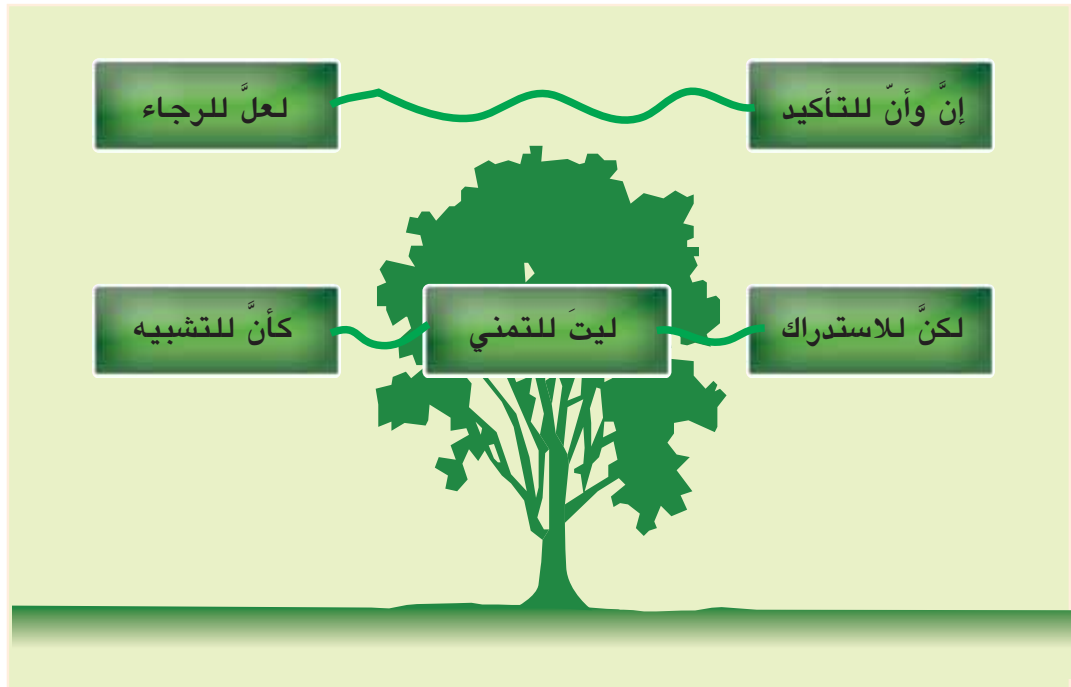 إنَّ وأنّ للتأكيد
لعلَّ للرجاء
لكنَّ للاستدراك
ليتَ للتمني
كأنَّ للتشبيه